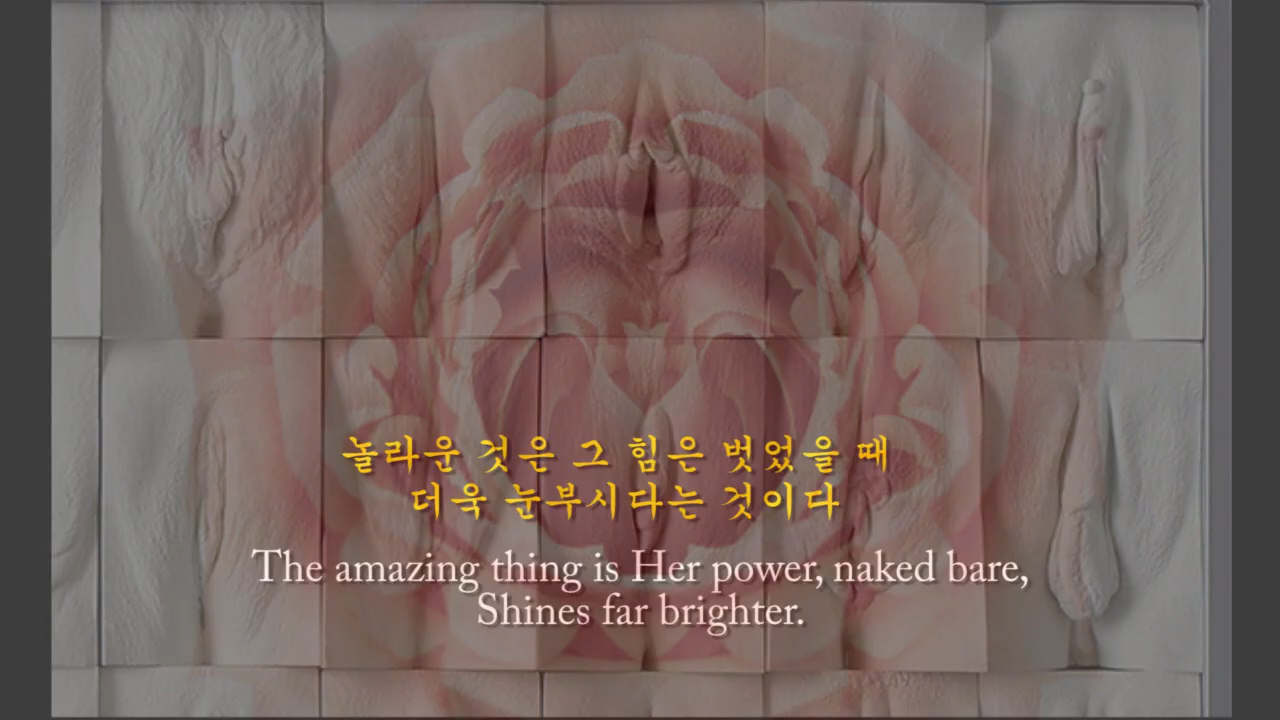 놀라운 것은 그 힘은 벗었을 때
더욱 눈부시다는 것이다
The amazing thing is Her power, naked bare,
Shines far brighter.